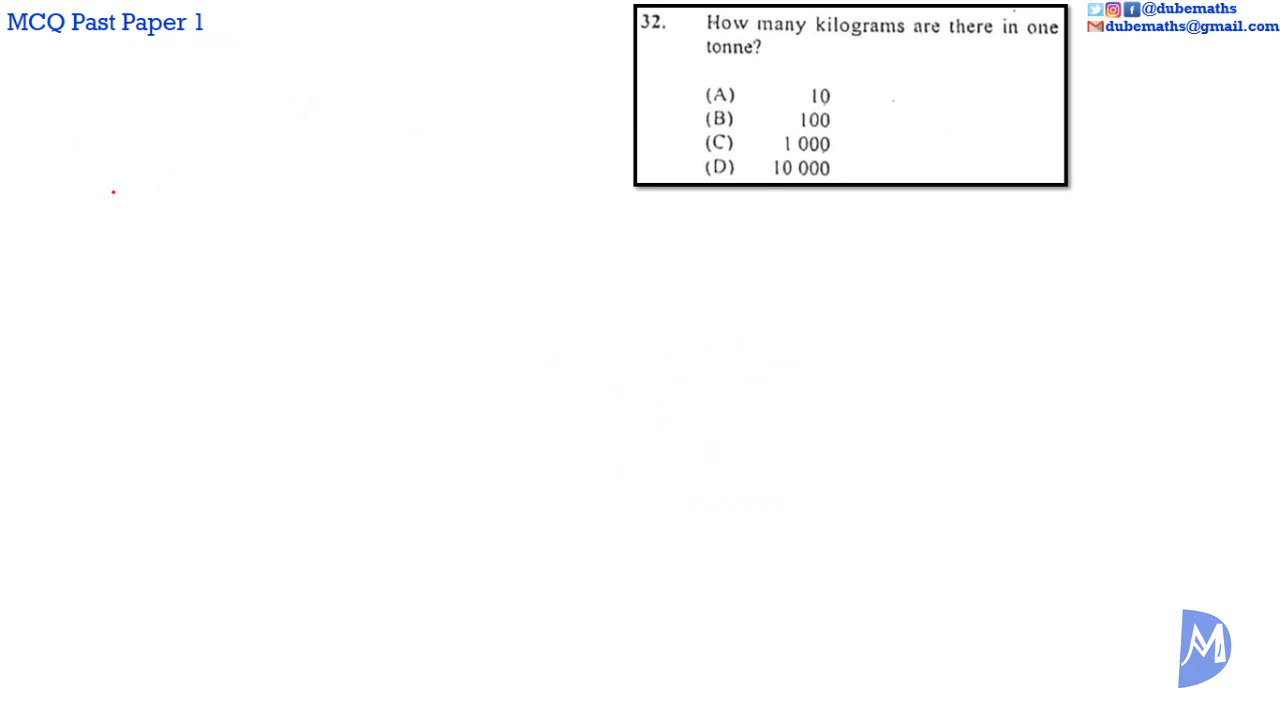 MCQ Past Paper 1
@dubemaths
dubemaths@gmail.com
32. How many kilograms are there in one
tonne?
(A) 10
(B) 100
(C) 1 000
(D) 10 000
M